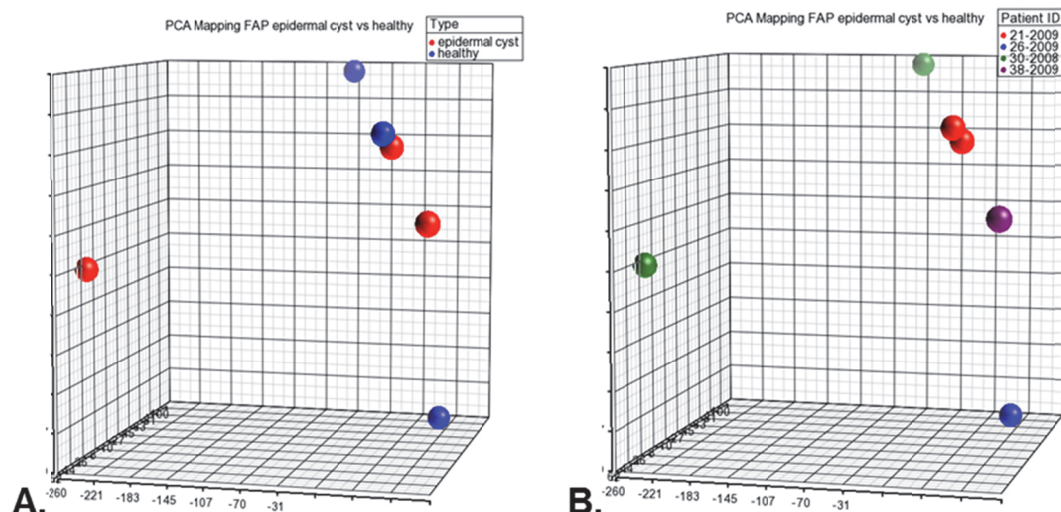 PCA Mapping FAP epidermal cyst vs healthy
Type
epidermal cyst
healthy
-260
-221
-183
-145
-107
-70
-31
A.
PCA Mapping FAP epidermal cyst vs healthy
Patient ID
21-2009
26-2009
30-2008
38-2009
-260
-221
-183
-145
-107
-70
-31
B.